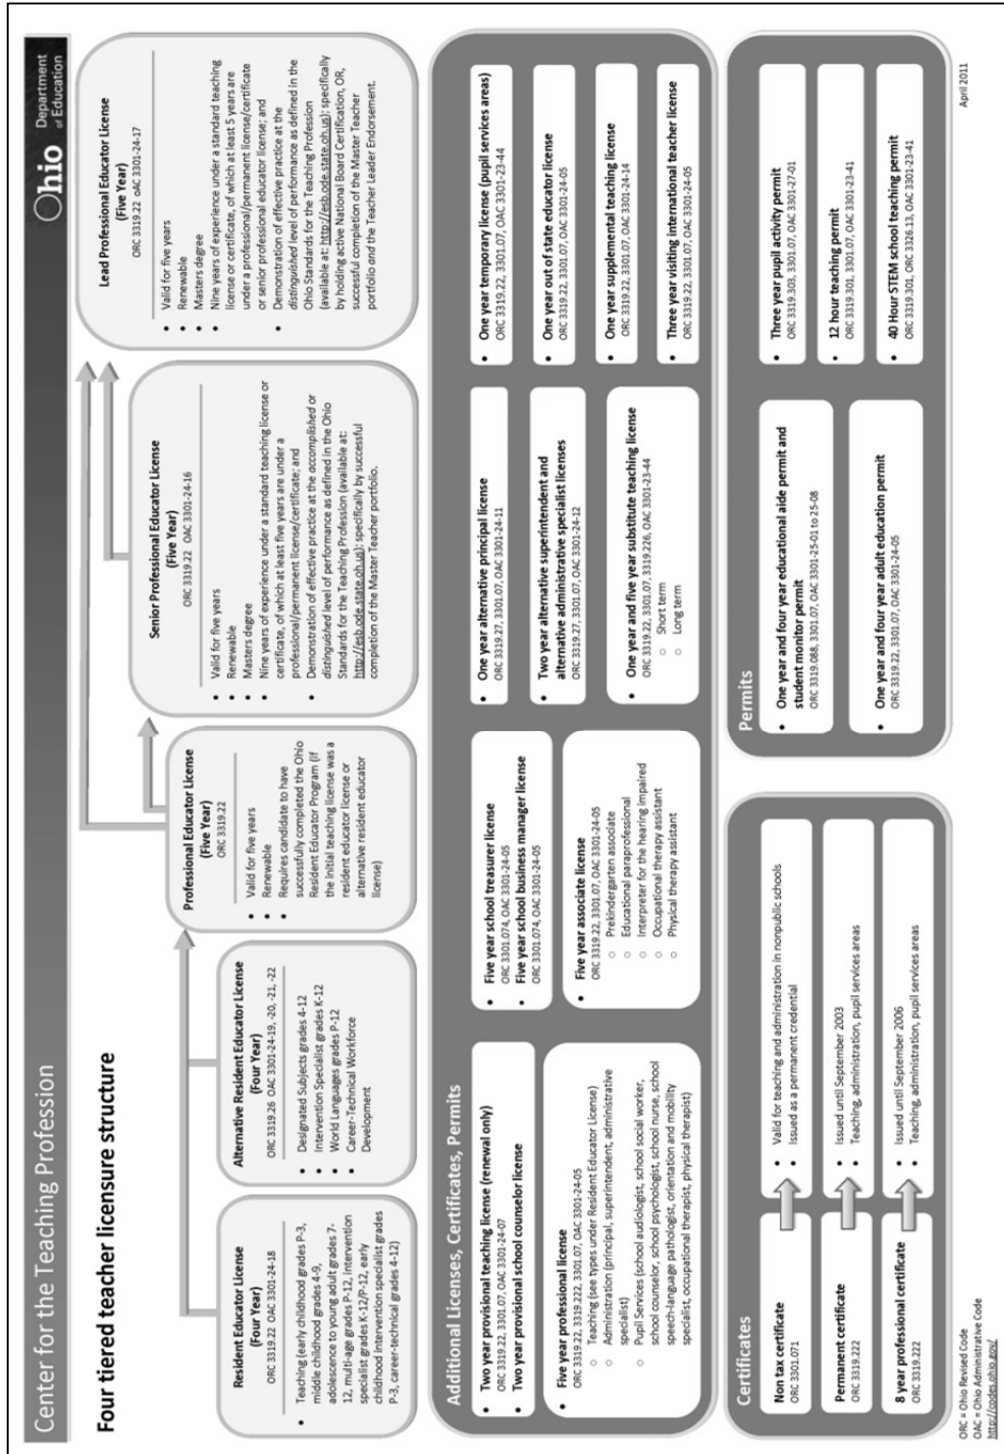 Center for the Teaching Profession
Ohio
Department
of Education
Four tiered teacher licensure structure
Resident Educator License
(Four Year)
ORC 3319.22 OAC 3301-24-18
• Teaching (early childhood grades P-3,
middle childhood grades 4-9,
adolescence to young adult grades 7-
12, multi-age grades P-12, intervention
specialist grades K-12/P-12, early
childhood intervention specialist grades
P-3, career-technical grades 4-12)
Alternative Resident Educator License
(Four Year)
ORC 3319.26 OAC 3301-24-19, -20, -21, -22
• Designated Subjects grades 4-12
• Intervention Specialist grades K-12
• World Languages grades P-12
• Career-Technical Workforce
Development
Professional Educator License
(Five Year)
ORC 3319.22
• Valid for five years
• Renewable
• Requires candidate to have
successfully completed the Ohio
Resident Educator Program (if
the initial teaching license was a
resident educator license or
alternative resident educator
license)
Senior Professional Educator License
(Five Year)
ORC 3319.22 OAC 3301-24-16
• Valid for five years
• Renewable
• Masters degree
• Nine years of experience under a standard teaching license or
certificate, of which at least five years are under a
professional/permanent license/certificate; and
• Demonstration of effective practice at the accomplished or
distinguished level of performance as defined in the Ohio
Standards for the Teaching Profession (available at:
http://esb.ode.state.oh.us); specifically by successful
completion of the Master Teacher portfolio.
Lead Professional Educator License
(Five Year)
ORC 3319.22 oAC 3301-24-17
• Valid for five years
• Renewable
• Masters degree
• Nine years of experience under a standard teaching
license or certificate, of which at least 5 years are
under a professional/permanent license/certificate
or senior professional educator license; and
• Demonstration of effective practice at the
distinguished level of performance as defined in the
Ohio Standards for the Teaching Profession
(available at: http://esb.ode.state.oh.us); specifically
by holding active National Board Certification, OR,
successful completion of the Master Teacher
portfolio and the Teacher Leader Endorsement.
Additional Licenses, Certificates, Permits
• Two year provisional teaching license (renewal only)
ORC 3319.22, 3301.07, OAC 3301-24-07
• Two year provisional school counselor license
• Five year professional license
ORC 3319.22, 3319.222, 3301.07, OAC 3301-24-05
○ Teaching (see types under Resident Educator License)
○ Administration (principal, superintendent, administrative
specialist)
○ Pupil Services (school audiologist, school social worker,
school counselor, school psychologist, school nurse, school
speech-language pathologist, orientation and mobility
specialist, occupational therapist, physical therapist)
• Five year school treasurer license
ORC 3301.074, OAC 3301-24-05
• Five year school business manager license
ORC 3301.074, OAC 3301-24-05
• Five year associate license
ORC 3319.22, 3301.07, OAC 3301-24-05
○ Prekindergarten associate
○ Educational paraprofessional
○ Interpreter for the hearing impaired
○ Occupational therapy assistant
○ Physical therapy assistant
• One year alternative principal license
ORC 3319.27, 3301.07, OAC 3301-24-11
• Two year alternative superintendent and
alternative administrative specialist licenses
ORC 3319.27, 3301.07, OAC 3301-24-12
• One year and five year substitute teaching license
ORC 3319.22, 3301.07, 3319.226, OAC 3301-23-44
○ Short term
○ Long term
• One year temporary license (pupil services areas)
ORC 3319.22, 3301.07, OAC 3301-23-44
• One year out of state educator license
ORC 3319.22, 3301.07, OAC 3301-24-05
• One year supplemental teaching license
ORC 3319.22, 3301.07, OAC 3301-24-14
• Three year visiting international teacher license
ORC 3319.22, 3301.07, OAC 3301-24-05
Certificates
Non tax certificate
ORC 3301.071
• Valid for teaching and administration in nonpublic schools
• Issued as a permanent credential
Permanent certificate
ORC 3319.222
• Issued until September 2003
• Teaching, administration, pupil services areas
8 year professional certificate
ORC 3319.222
• Issued until September 2006
• Teaching, administration, pupil services areas
Permits
• One year and four year educational aide permit and
student monitor permit
ORC 3319.088, 3301.07, OAC 3301-25-01 to 25-08
• One year and four year adult education permit
ORC 3319.22, 3301.07, OAC 3301-24-05
• Three year pupil activity permit
ORC 3319.303, 3301.07, OAC 3301-27-01
• 12 hour teaching permit
ORC 3319.301, 3301.07, OAC 3301-23-41
• 40 Hour STEM school teaching permit
ORC 3319.301, ORC 3326.13, OAC 3301-23-41
ORC = Ohio Revised Code
OAC = Ohio Administrative Code
http://codes.ohio.gov/
April 2011